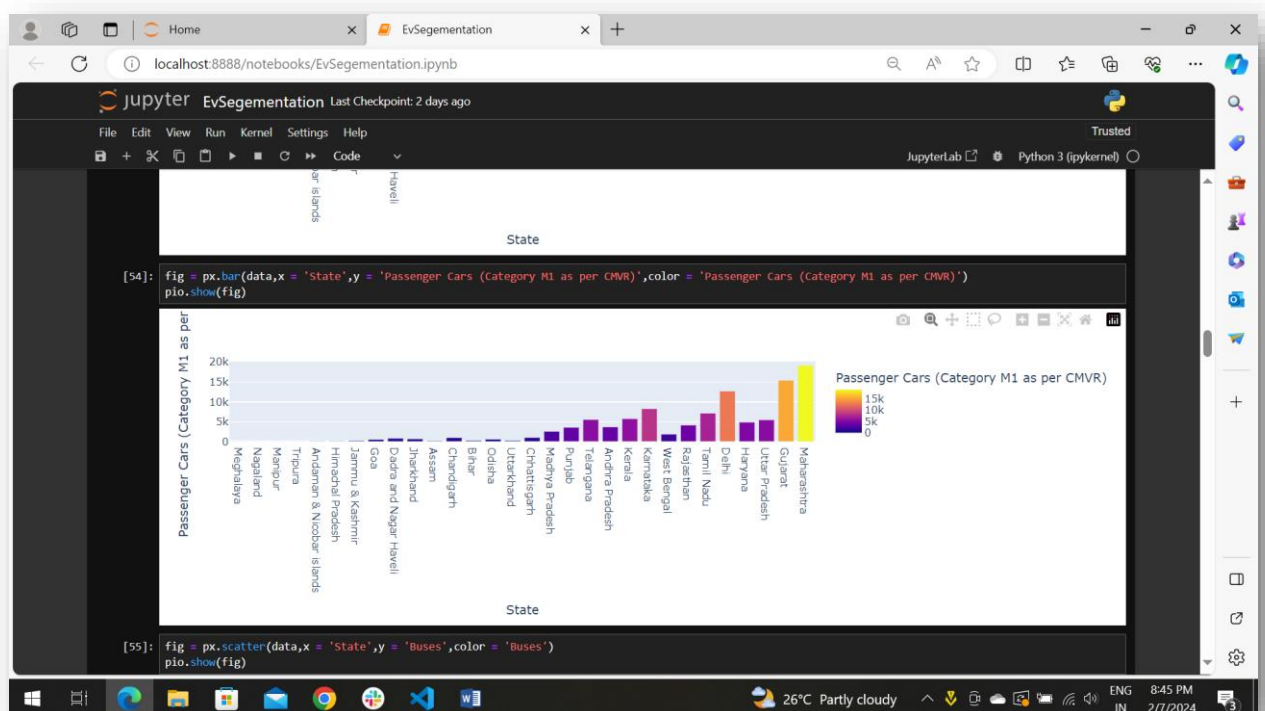 Home
EvSegementation
localhost:8888/notebooks/EvSegementation.ipynb
jupyter EvSegementation Last Checkpoint: 2 days ago
File Edit View Run Kernel Settings Help
Trusted
Code
JupyterLab
Python 3 (ipykernel)
bar islands
Haveli
State
[54]: fig = px.bar(data,x = 'State',y = 'Passenger Cars (Category M1 as per CMVR)',color = 'Passenger Cars (Category M1 as per CMVR)')
pio.show(fig)
Passenger Cars (Category M1 as per
20k
15k
10k
5k
0
Passenger Cars (Category M1 as per CMVR)
15k
10k
5k
0
Meghalaya
Nagaland
Manipur
Tripura
Andaman & Nicobar islands
Himachal Pradesh
Jammu & Kashmir
Goa
Dadra and Nagar Haveli
Jharkhand
Assam
Chandigarh
Bihar
Odisha
Uttarkhand
Chhattisgarh
Madhya Pradesh
Punjab
Telangana
Andhra Pradesh
Kerala
Karnataka
West Bengal
Rajasthan
Tamil Nadu
Delhi
Haryana
Uttar Pradesh
Gujarat
Maharashtra
State
[55]: fig = px.scatter(data,x = 'State',y = 'Buses',color = 'Buses')
pio.show(fig)
26°C Partly cloudy
ENG
IN
8:45 PM
2/7/2024
3